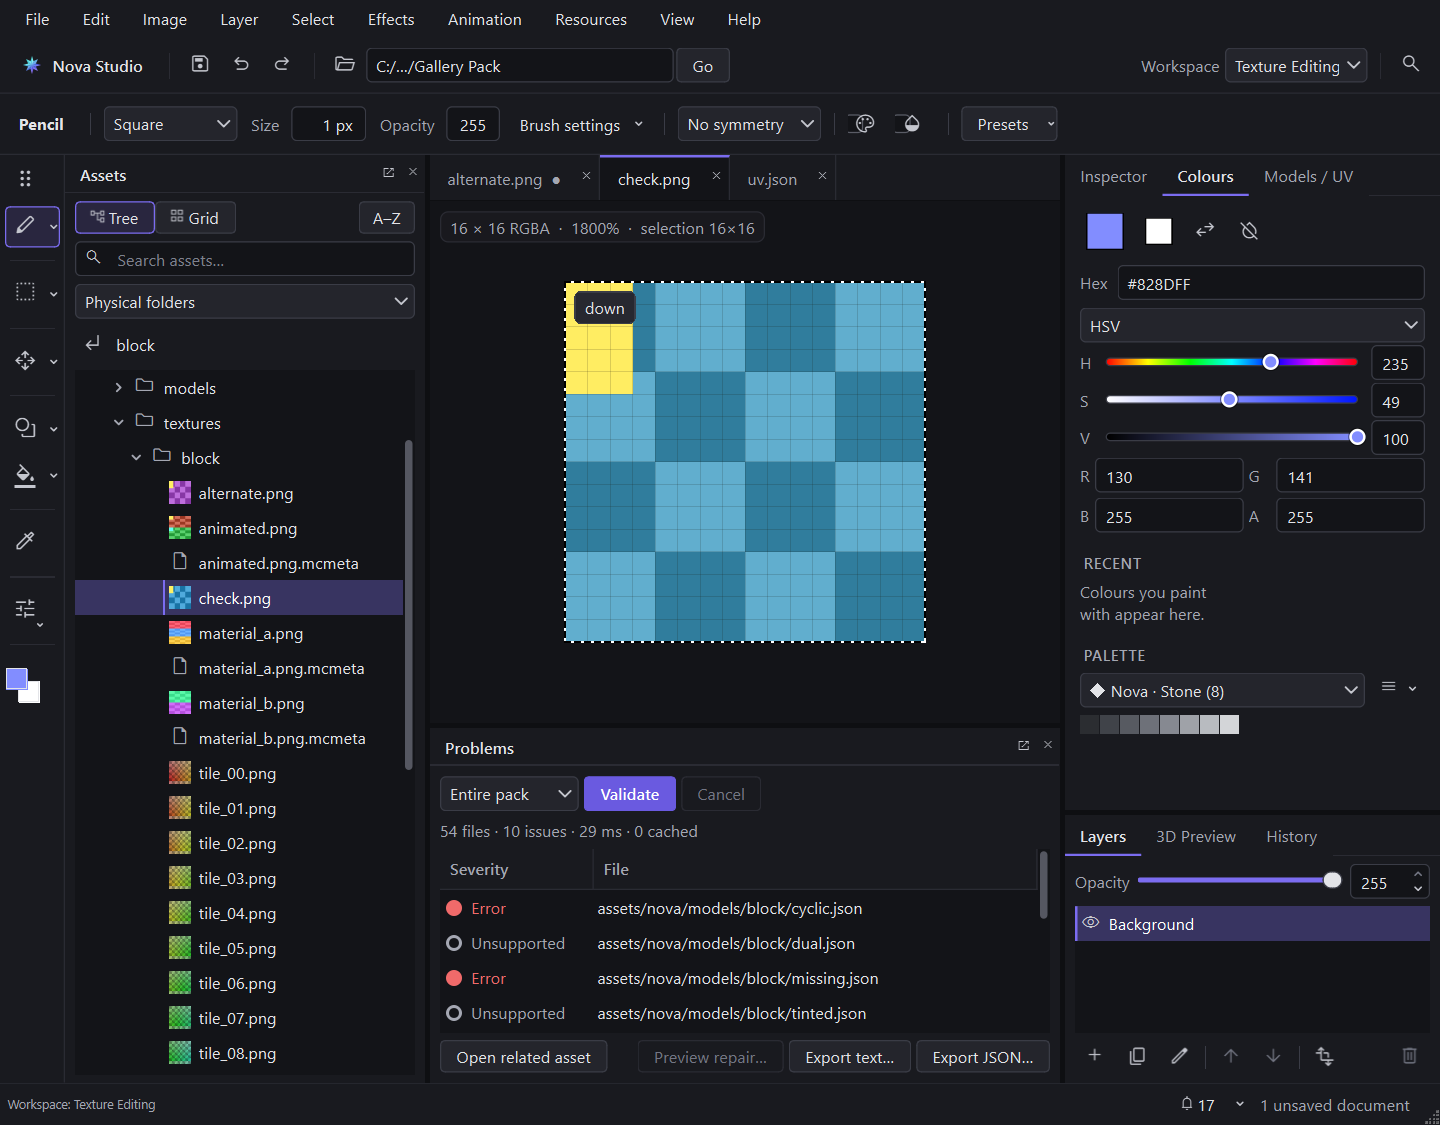 File Edit Image Layer Select Effects Animation Resources View Help
Nova Studio C:/.../Gallery Pack Go Workspace Texture Editing
Pencil Square Size 1 px Opacity 255 Brush settings No symmetry Presets
Assets
Tree Grid A–Z
Search assets...
Physical folders
block
models
textures
block
alternate.png
animated.png
animated.png.mcmeta
check.png
material_a.png
material_a.png.mcmeta
material_b.png
material_b.png.mcmeta
tile_00.png
tile_01.png
tile_02.png
tile_03.png
tile_04.png
tile_05.png
tile_06.png
tile_07.png
tile_08.png
alternate.png check.png uv.json
16 × 16 RGBA · 1800% · selection 16×16
down
Problems
Entire pack Validate Cancel
54 files · 10 issues · 29 ms · 0 cached
Severity File
Error assets/nova/models/block/cyclic.json
Unsupported assets/nova/models/block/dual.json
Error assets/nova/models/block/missing.json
Unsupported assets/nova/models/block/tinted.json
Open related asset Preview repair... Export text... Export JSON...
Inspector Colours Models / UV
Hex #828DFF
HSV
H 235
S 49
V 100
R 130 G 141
B 255 A 255
RECENT
Colours you paint
with appear here.
PALETTE
Nova · Stone (8)
Layers 3D Preview History
Opacity 255
Background
Workspace: Texture Editing 17 1 unsaved document